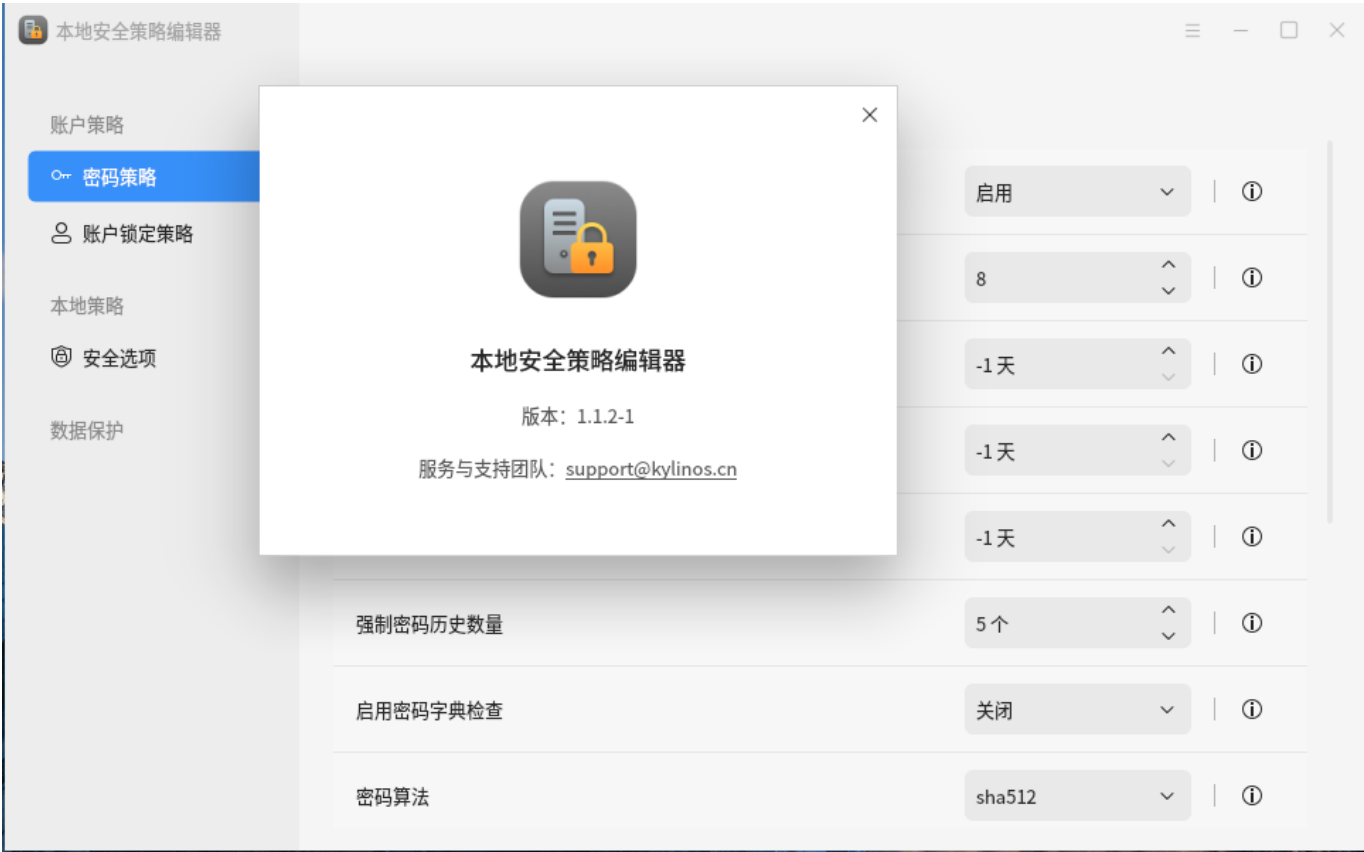 本地安全策略编辑器
账户策略
密码策略
账户锁定策略
本地策略
安全选项
数据保护
本地安全策略编辑器
版本：1.1.2-1
服务与支持团队：support@kylinos.cn
启用
8
-1 天
-1 天
-1 天
强制密码历史数量 5 个
启用密码字典检查 关闭
密码算法 sha512